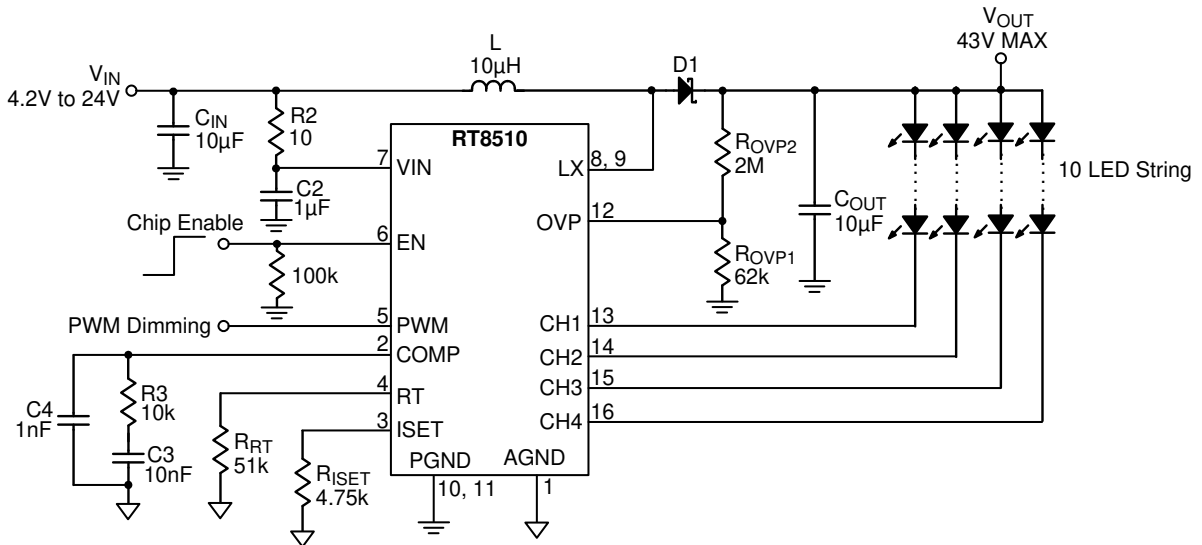 VOUT
43V MAX
L
10µH
D1
VIN
4.2V to 24V
CIN
10µF
R2
10
RT8510
7
VIN
LX
8, 9
ROVP2
2M
10 LED String
C2
1µF
OVP
12
COUT
10µF
Chip Enable
6
EN
100k
ROVP1
62k
PWM Dimming
5
PWM
CH1
13
2
COMP
CH2
14
4
RT
CH3
15
3
ISET
CH4
16
C4
1nF
R3
10k
C3
10nF
RRT
51k
RISET
4.75k
PGND
AGND
10, 11
1